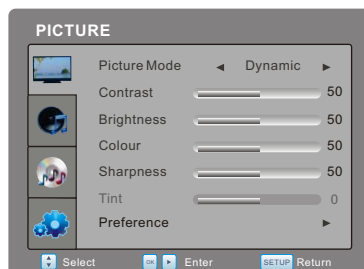 PICTURE
Picture Mode ◄ Dynamic ►
Contrast 50
Brightness 50
Colour 50
Sharpness 50
Tint 0
Preference ►
Select OK Enter SETUP Return